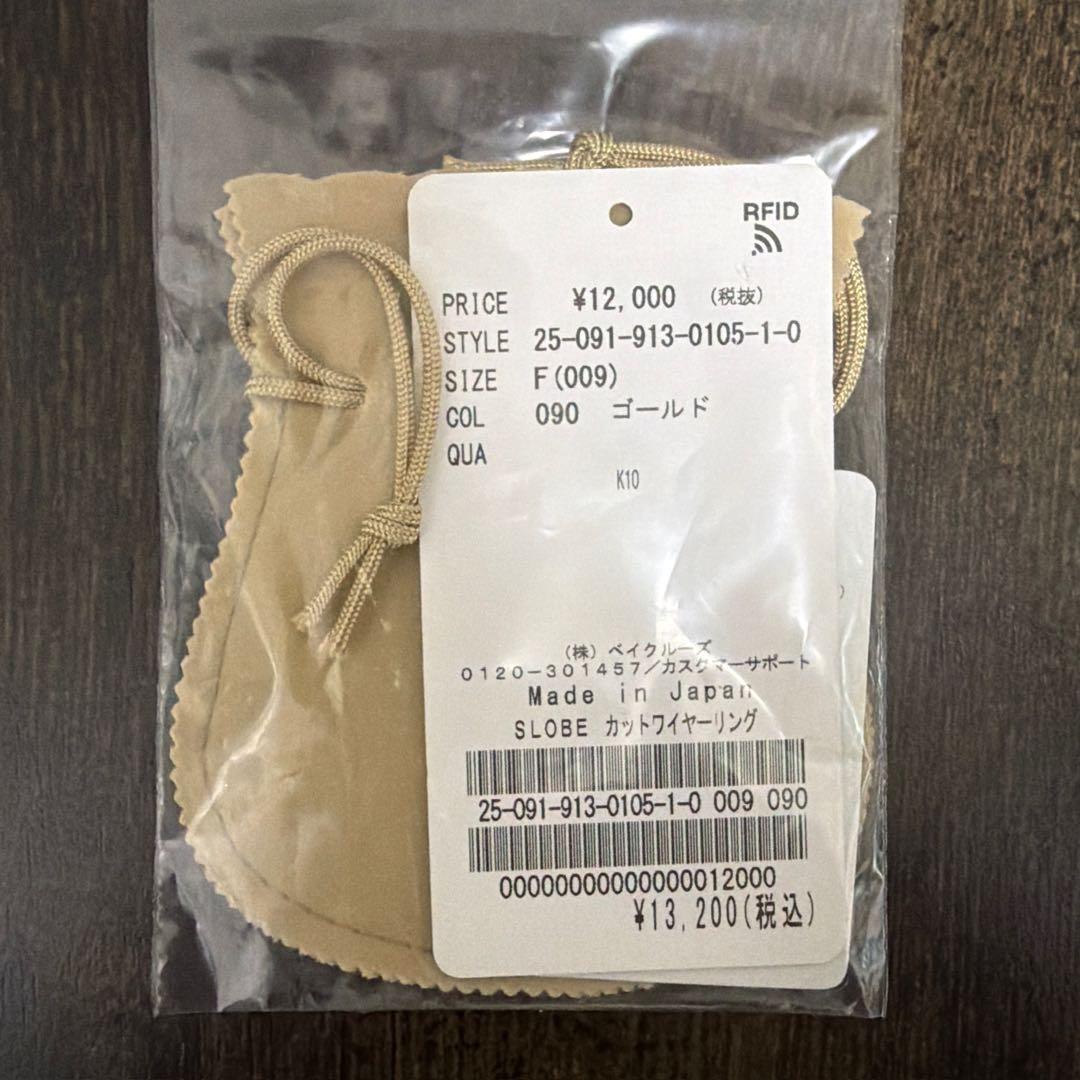 RFID
PRICE ¥12,000 (税抜)
STYLE 25-091-913-0105-1-0
SIZE F(009)
COL 090 ゴールド
QUA
K10
(株) ベイクルーズ
0120-301457/カスタマーサポート
Made in Japan
SLOBE カットワイヤーリング
25-091-913-0105-1-0 009 090
00000000000000012000
¥13,200(税込)